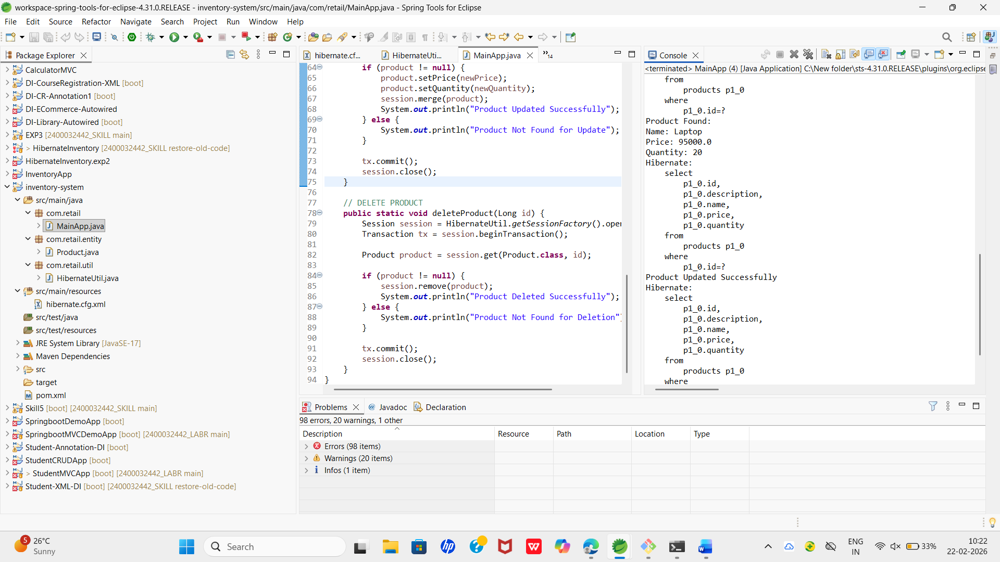 workspace-spring-tools-for-eclipse-4.31.0.RELEASE - inventory-system/src/main/java/com/retail/MainApp.java - Spring Tools for Eclipse
File Edit Source Refactor Navigate Search Project Run Window Help
Package Explorer
CalculatorMVC
DI-CourseRegistration-XML [boot]
DI-CR-Annotation1 [boot]
DI-ECommerce-Autowired
DI-Library-Autowired [boot]
EXP3 [2400032442_SKILL main]
> HibernateInventory [2400032442_SKILL restore-old-code]
HibernateInventory.exp2
InventoryApp
inventory-system
src/main/java
com.retail
MainApp.java
com.retail.entity
Product.java
com.retail.util
HibernateUtil.java
src/main/resources
hibernate.cfg.xml
src/test/java
src/test/resources
JRE System Library [JavaSE-17]
Maven Dependencies
src
target
pom.xml
Skill5 [boot] [2400032442_SKILL main]
SpringbootDemoApp [boot]
SpringbootMVCDemoApp [boot] [2400032442_LABR main]
Student-Annotation-DI [boot]
StudentCRUDApp [boot]
> StudentMVCApp [boot] [2400032442_LABR main]
Student-XML-DI [boot] [2400032442_SKILL restore-old-code]
hibernate.cf... HibernateUti... MainApp.java »14
64 if (product != null) {
65 product.setPrice(newPrice);
66 product.setQuantity(newQuantity);
67 session.merge(product);
68 System.out.println("Product Updated Successfully");
69 } else {
70 System.out.println("Product Not Found for Update");
71 }
72
73 tx.commit();
74 session.close();
75 }
76
77 // DELETE PRODUCT
78 public static void deleteProduct(Long id) {
79 Session session = HibernateUtil.getSessionFactory().open
80 Transaction tx = session.beginTransaction();
81
82 Product product = session.get(Product.class, id);
83
84 if (product != null) {
85 session.remove(product);
86 System.out.println("Product Deleted Successfully");
87 } else {
88 System.out.println("Product Not Found for Deletion")
89 }
90
91 tx.commit();
92 session.close();
93 }
94 }
Console
<terminated> MainApp (4) [Java Application] C:\New folder\sts-4.31.0.RELEASE\plugins\org.eclipse
from
products p1_0
where
p1_0.id=?
Product Found:
Name: Laptop
Price: 95000.0
Quantity: 20
Hibernate:
select
p1_0.id,
p1_0.description,
p1_0.name,
p1_0.price,
p1_0.quantity
from
products p1_0
where
p1_0.id=?
Product Updated Successfully
Hibernate:
select
p1_0.id,
p1_0.description,
p1_0.name,
p1_0.price,
p1_0.quantity
from
products p1_0
where
Problems Javadoc Declaration
98 errors, 20 warnings, 1 other
Description Resource Path Location Type
Errors (98 items)
Warnings (20 items)
Infos (1 item)
5
26°C
Sunny
Search
ENG
IN
33%
10:22
22-02-2026